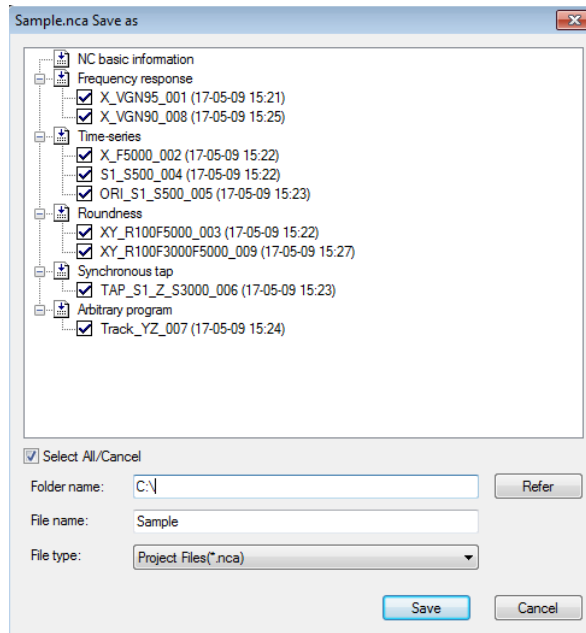 Sample.nca Save as
NC basic information
Frequency response
X_VGN95_001 (17-05-09 15:21)
X_VGN90_008 (17-05-09 15:25)
Time-series
X_F5000_002 (17-05-09 15:22)
S1_S500_004 (17-05-09 15:22)
ORI_S1_S500_005 (17-05-09 15:23)
Roundness
XY_R100F5000_003 (17-05-09 15:22)
XY_R100F3000F5000_009 (17-05-09 15:27)
Synchronous tap
TAP_S1_Z_S3000_006 (17-05-09 15:23)
Arbitrary program
Track_YZ_007 (17-05-09 15:24)
Select All/Cancel
Folder name: C:\ Refer
File name: Sample
File type: Project Files(*.nca)
Save Cancel